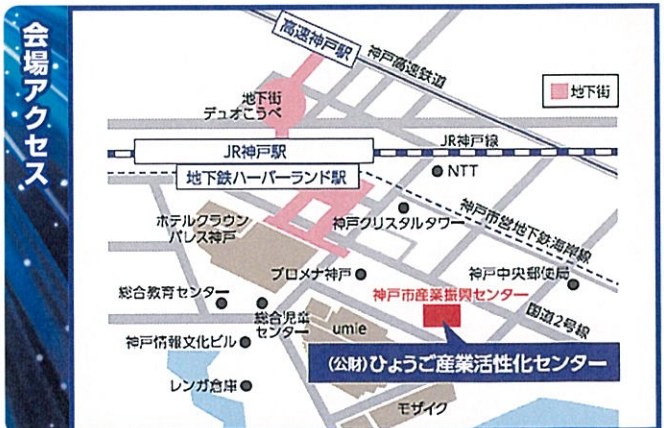 会場アクセス
高速神戸駅
神戸高速鉄道
地下街
デュオこうべ
地下街
JR神戸駅
JR神戸線
地下鉄ハーバーランド駅
NTT
ホテルクラウン
パレス神戸
神戸クリスタルタワー
神戸市営地下鉄海岸線
プロメナ神戸
神戸中央郵便局
総合教育センター
神戸市産業振興センター
総合児童
センター
umie
国道2号線
神戸情報文化ビル
(公財)ひょうご産業活性化センター
レンガ倉庫
モザイク